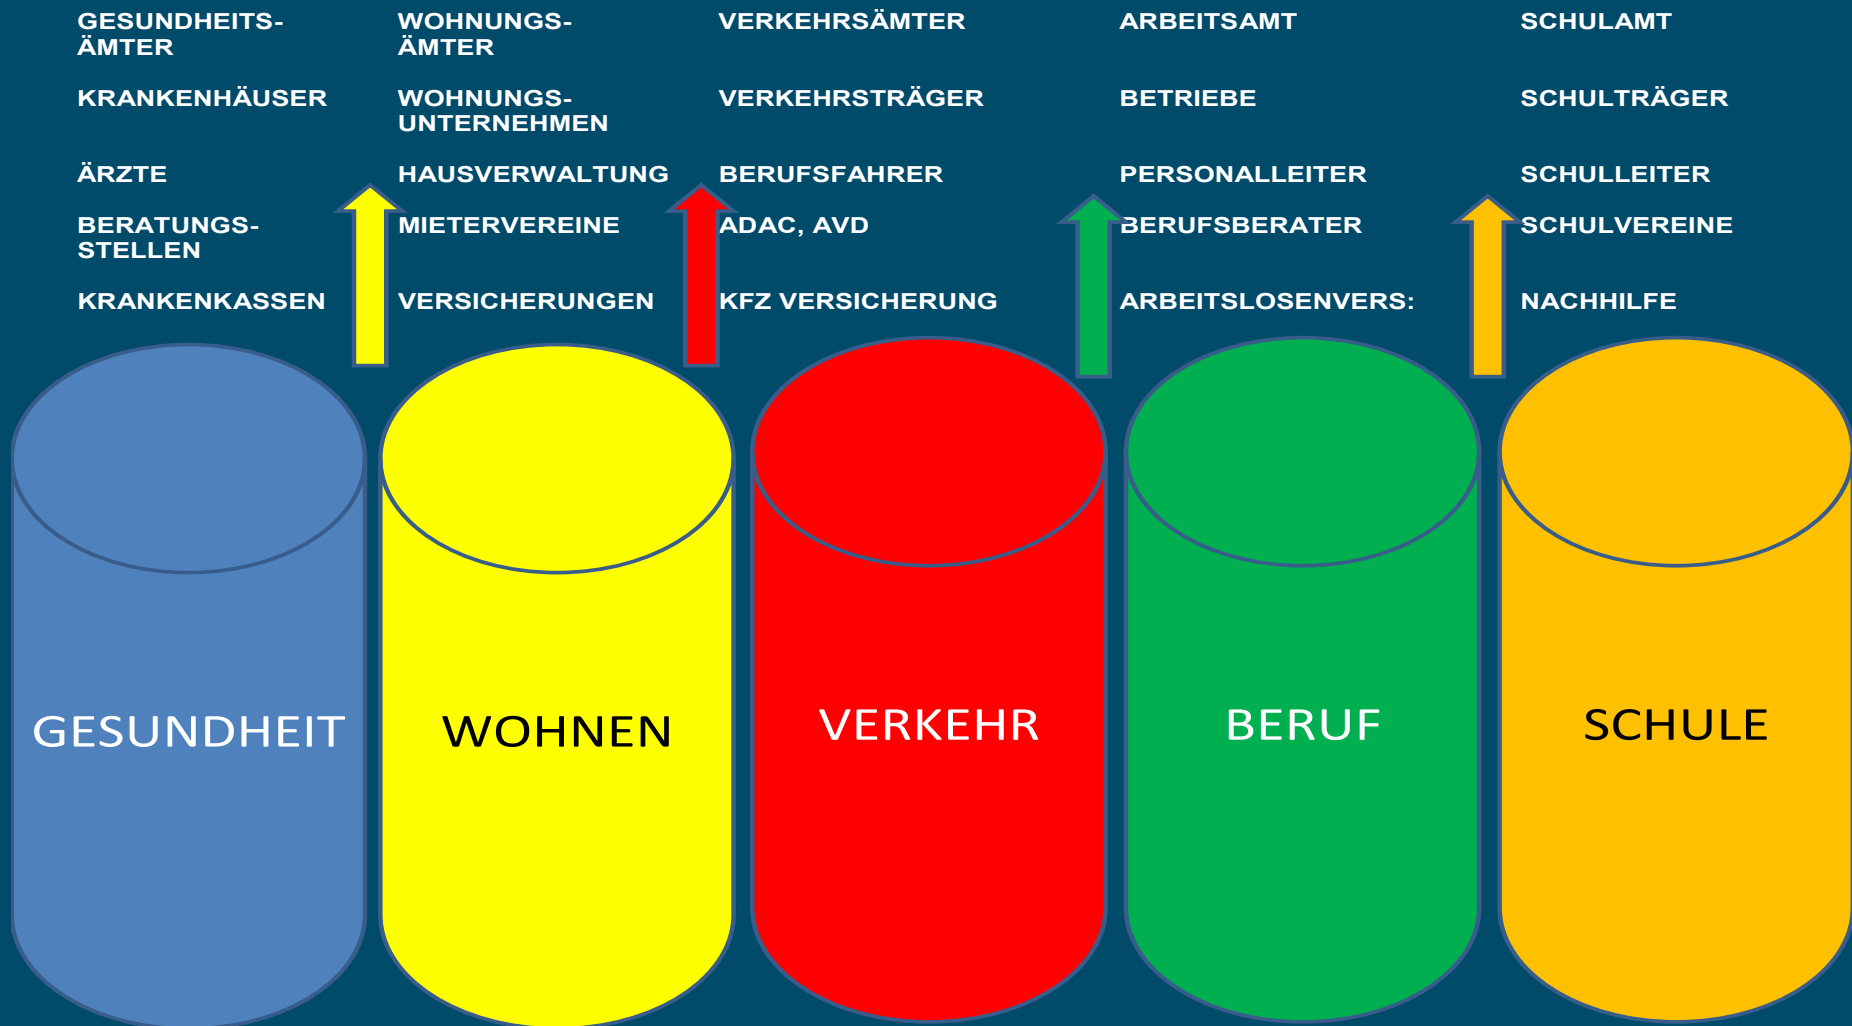 GESUNDHEITS-
ÄMTER
KRANKENHÄUSER
ÄRZTE
BERATUNGS-
STELLEN
KRANKENKASSEN
WOHNUNGS-
ÄMTER
WOHNUNGS-
UNTERNEHMEN
HAUSVERWALTUNG
MIETERVEREINE
VERSICHERUNGEN
VERKEHRSÄMTER
VERKEHRSTRÄGER
BERUFSFAHRER
ADAC, AVD
KFZ VERSICHERUNG
ARBEITSAMT
BETRIEBE
PERSONALLEITER
BERUFSBERATER
ARBEITSLOSENVERS:
SCHULAMT
SCHULTRÄGER
SCHULLEITER
SCHULVEREINE
NACHHILFE
GESUNDHEIT
WOHNEN
VERKEHR
BERUF
SCHULE